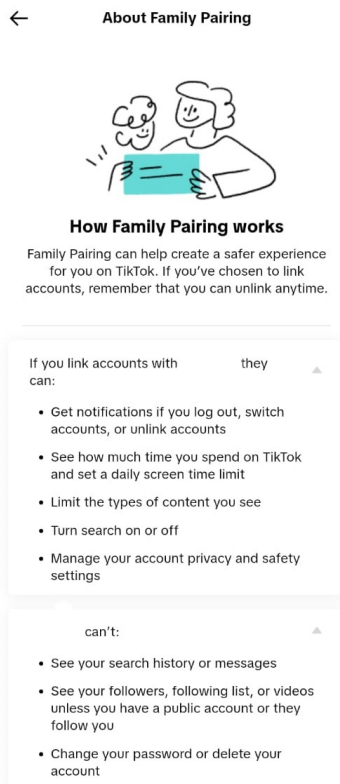 About Family Pairing
How Family Pairing works
Family Pairing can help create a safer experience
for you on TikTok. If you’ve chosen to link
accounts, remember that you can unlink anytime.
If you link accounts with they
can:
• Get notifications if you log out, switch
accounts, or unlink accounts
• See how much time you spend on TikTok
and set a daily screen time limit
• Limit the types of content you see
• Turn search on or off
• Manage your account privacy and safety
settings
can’t:
• See your search history or messages
• See your followers, following list, or videos
unless you have a public account or they
follow you
• Change your password or delete your
account